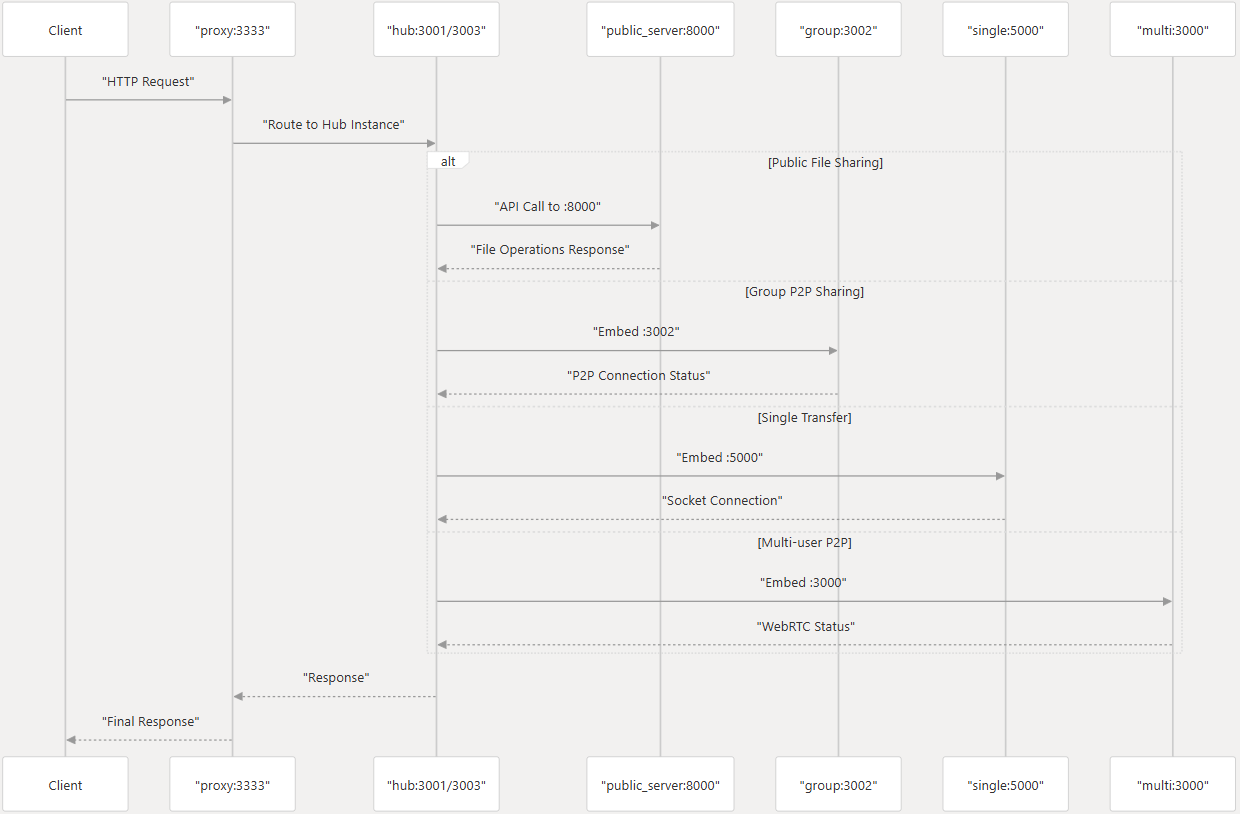 Client
"proxy:3333"
"hub:3001/3003"
"public_server:8000"
"group:3002"
"single:5000"
"multi:3000"
"HTTP Request"
"Route to Hub Instance"
alt
[Public File Sharing]
"API Call to :8000"
"File Operations Response"
[Group P2P Sharing]
"Embed :3002"
"P2P Connection Status"
[Single Transfer]
"Embed :5000"
"Socket Connection"
[Multi-user P2P]
"Embed :3000"
"WebRTC Status"
"Response"
"Final Response"
Client
"proxy:3333"
"hub:3001/3003"
"public_server:8000"
"group:3002"
"single:5000"
"multi:3000"